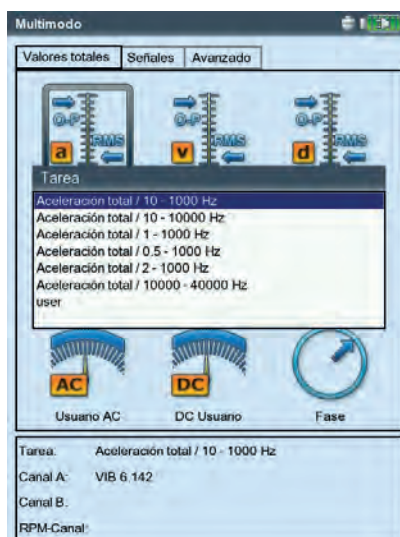 Multimodo
Valores totales Señales Avanzado
O-P O-P O-P
RMS RMS RMS
a v d
Tarea
Aceleración total / 10 - 1000 Hz
Aceleración total / 10 - 10000 Hz
Aceleración total / 1 - 1000 Hz
Aceleración total / 0.5 - 1000 Hz
Aceleración total / 2 - 1000 Hz
Aceleración total / 10000 - 40000 Hz
user
AC DC
Usuario AC DC Usuario Fase
Tarea: Aceleración total / 10 - 1000 Hz
Canal A: VIB 6.142
Canal B:
RPM-Canal: